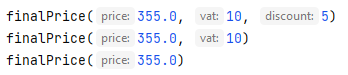 finalPrice( price: 355.0, vat: 10, discount: 5)
finalPrice( price: 355.0, vat: 10)
finalPrice( price: 355.0)